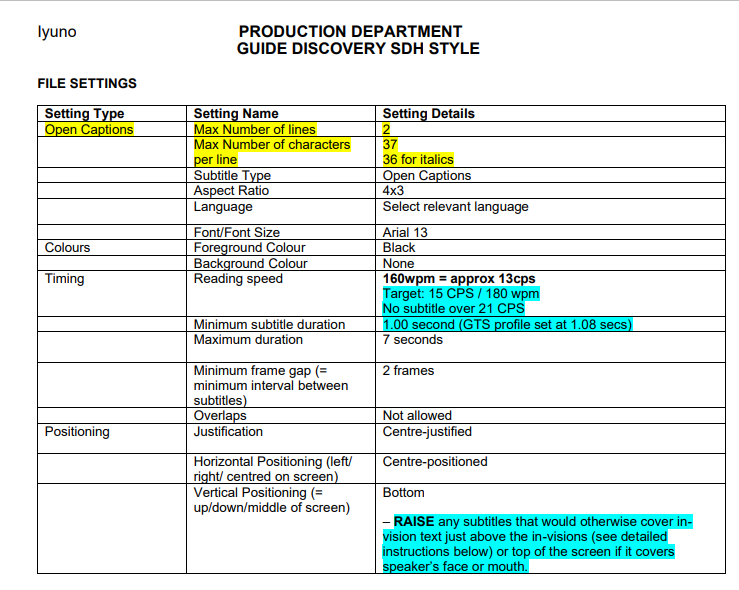 Iyuno
PRODUCTION DEPARTMENT
GUIDE DISCOVERY SDH STYLE
FILE SETTINGS
Setting Type Setting Name Setting Details
Open Captions Max Number of lines 2
Max Number of characters 37
per line 36 for italics
Subtitle Type Open Captions
Aspect Ratio 4x3
Language Select relevant language
Font/Font Size Arial 13
Colours Foreground Colour Black
Background Colour None
Timing Reading speed 160wpm = approx 13cps
Target: 15 CPS / 180 wpm
No subtitle over 21 CPS
Minimum subtitle duration 1.00 second (GTS profile set at 1.08 secs)
Maximum duration 7 seconds
Minimum frame gap (= 2 frames
minimum interval between
subtitles)
Overlaps Not allowed
Positioning Justification Centre-justified
Horizontal Positioning (left/ Centre-positioned
right/ centred on screen)
Vertical Positioning (= Bottom
up/down/middle of screen)
– RAISE any subtitles that would otherwise cover in-
vision text just above the in-visions (see detailed
instructions below) or top of the screen if it covers
speaker's face or mouth.